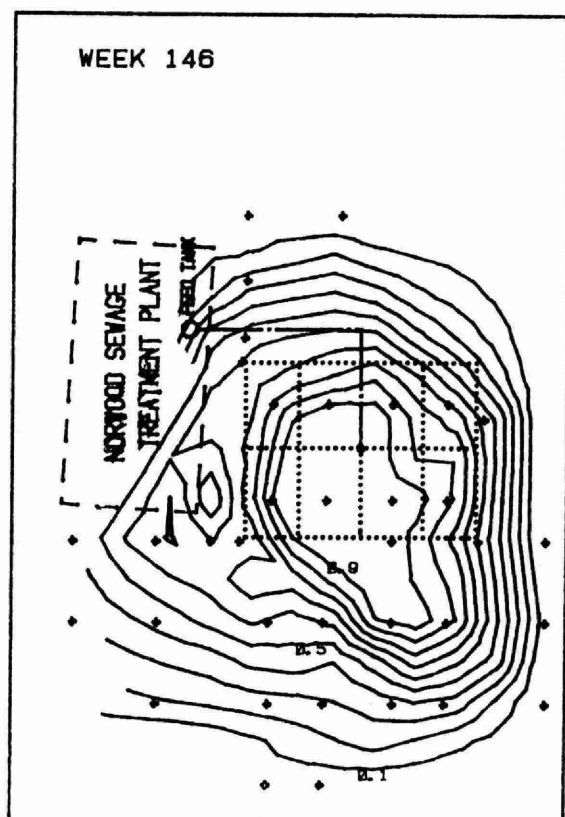 WEEK 146
NORWOOD SEWAGE
TREATMENT PLANT
FEED TANK
0.9
0.5
0.1